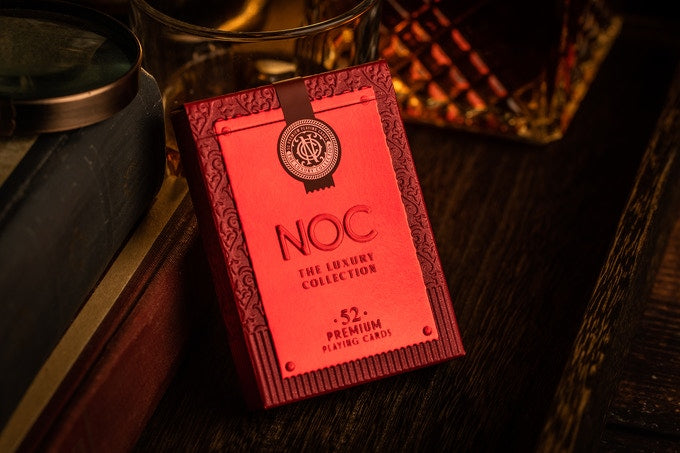 NOC
THE LUXURY
COLLECTION
52
PREMIUM
PLAYING CARDS